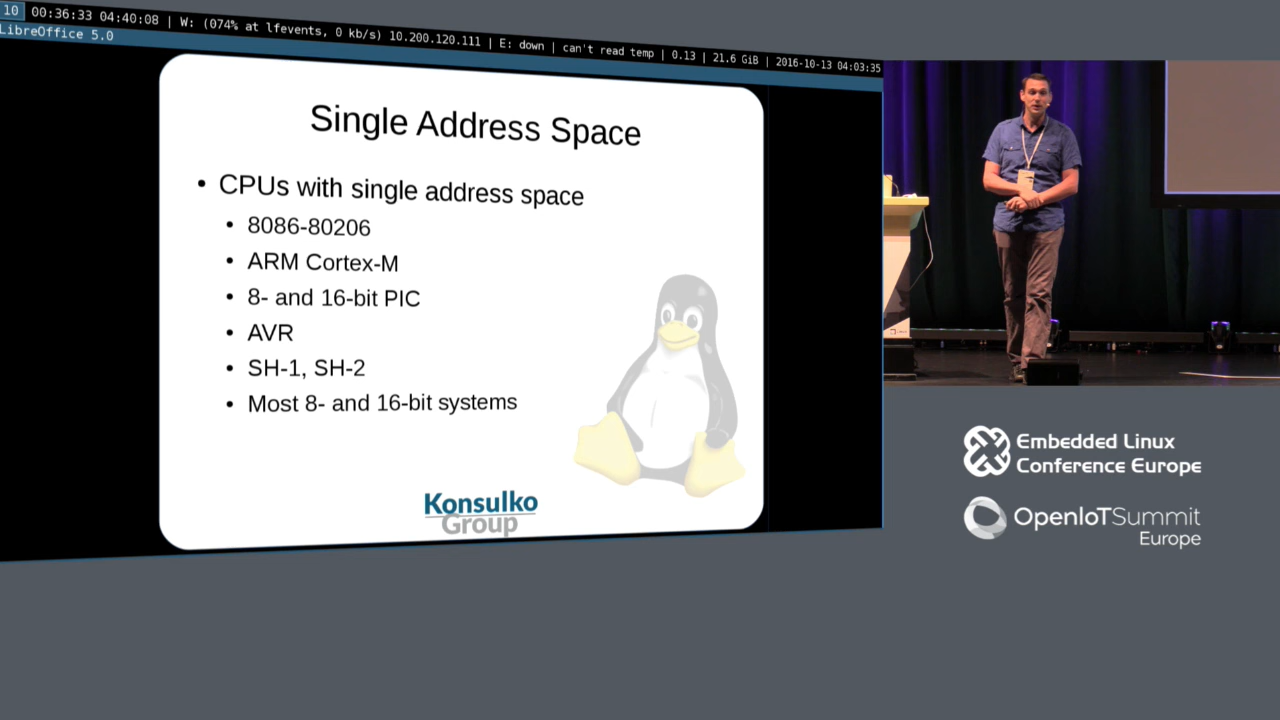 10 00:36:33 04:40:08 | W: (074% at lfevents, 0 kb/s) 10.200.120.111 | E: down | can't read temp | 0.13 | 21.6 GiB | 2016-10-13 04:03:35
LibreOffice 5.0
Single Address Space
• CPUs with single address space
• 8086-80206
• ARM Cortex-M
• 8- and 16-bit PIC
• AVR
• SH-1, SH-2
• Most 8- and 16-bit systems
Konsulko
Group
Embedded Linux
Conference Europe
OpenIoTSummit
Europe